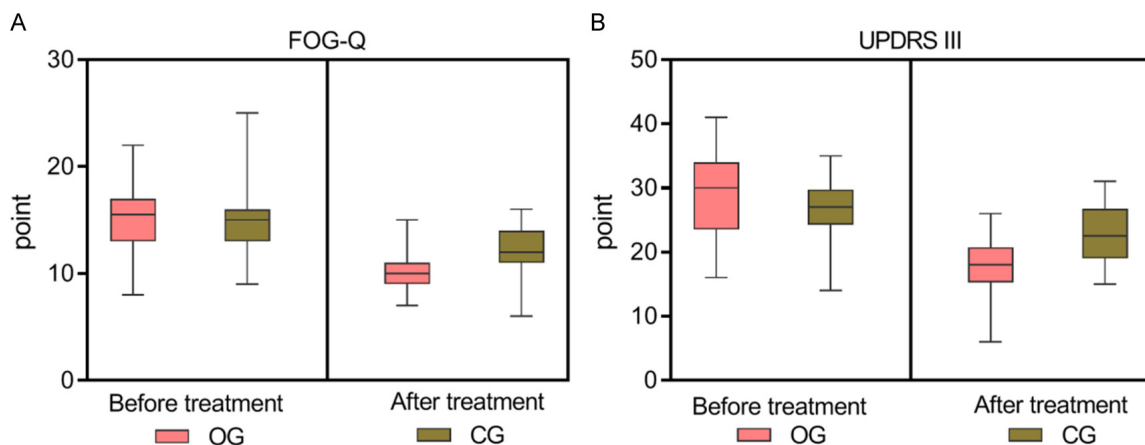 A
FOG-Q
30
20
10
0
point
Before treatment
After treatment
OG
CG
B
UPDRS III
50
40
30
20
10
0
point
Before treatment
After treatment
OG
CG